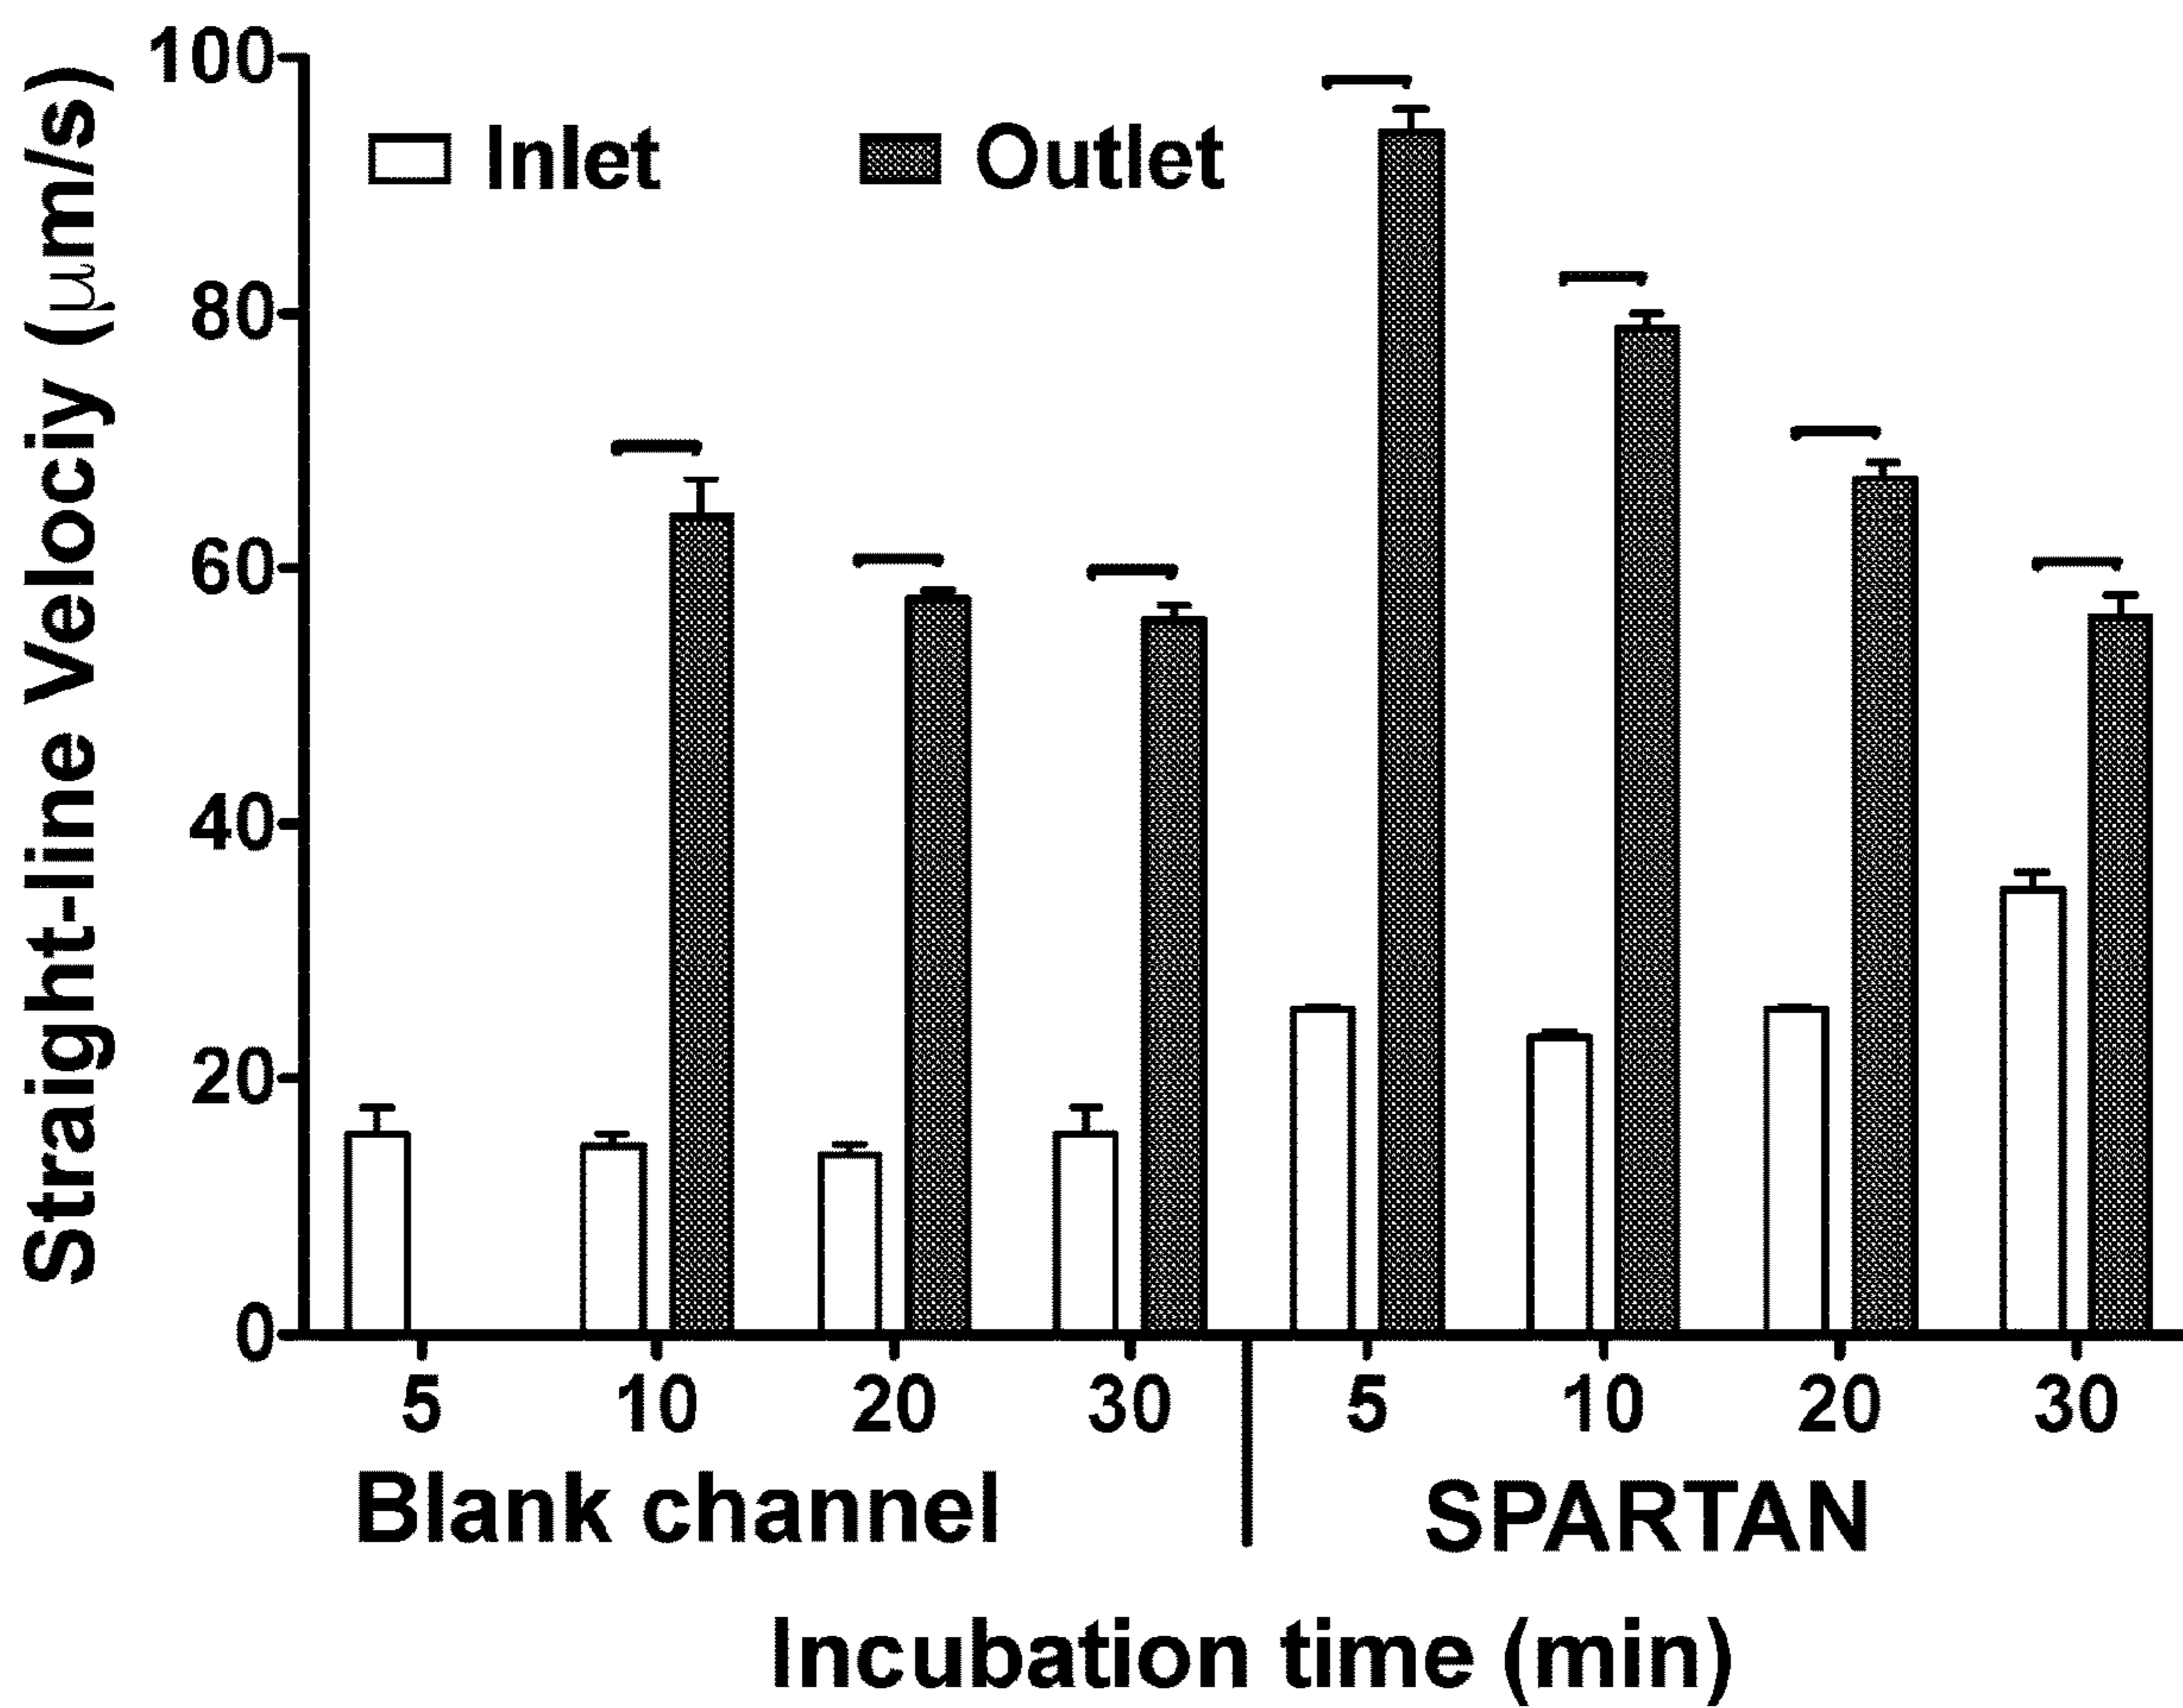 Straight-line Velociy (μm/s)
100
80
60
40
20
0
Inlet Outlet
5 10 20 30 5 10 20 30
Blank channel SPARTAN
Incubation time (min)